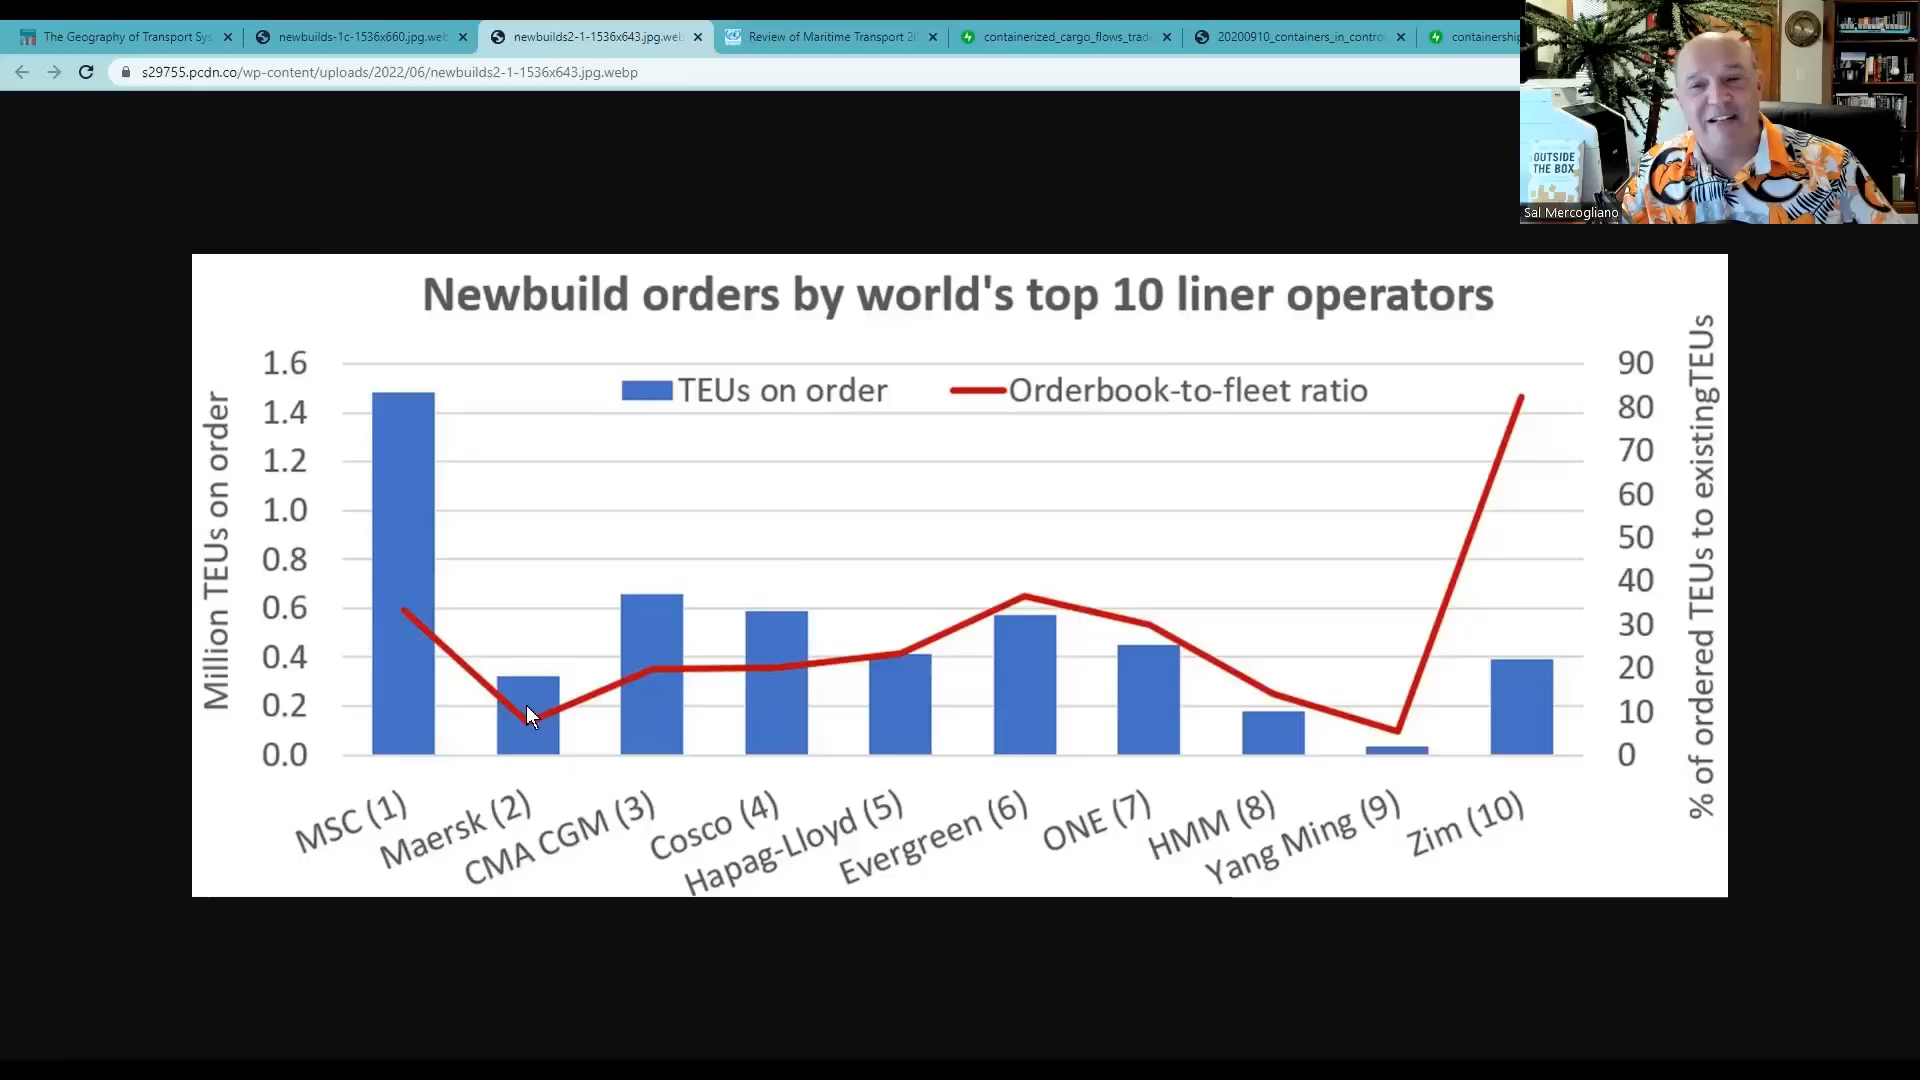 The Geography of Transport Sys
newbuilds-1c-1536x660.jpg.we
newbuilds2-1-1536x643.jpg.we
Review of Maritime Transport 20
containerized_cargo_flows_trad
20200910_containers_in_contro
containership
s29755.pcdn.co/wp-content/uploads/2022/06/newbuilds2-1-1536x643.jpg.webp
OUTSIDE
THE BOX
Sal Mercogliano
Newbuild orders by world's top 10 liner operators
TEUs on order
Orderbook-to-fleet ratio
Million TEUs on order
1.6
1.4
1.2
1.0
0.8
0.6
0.4
0.2
0.0
90
80
70
60
50
40
30
20
10
0
% of ordered TEUs to existingTEUs
MSC (1)
Maersk (2)
CMA CGM (3)
Cosco (4)
Hapag-Lloyd (5)
Evergreen (6)
ONE (7)
HMM (8)
Yang Ming (9)
Zim (10)